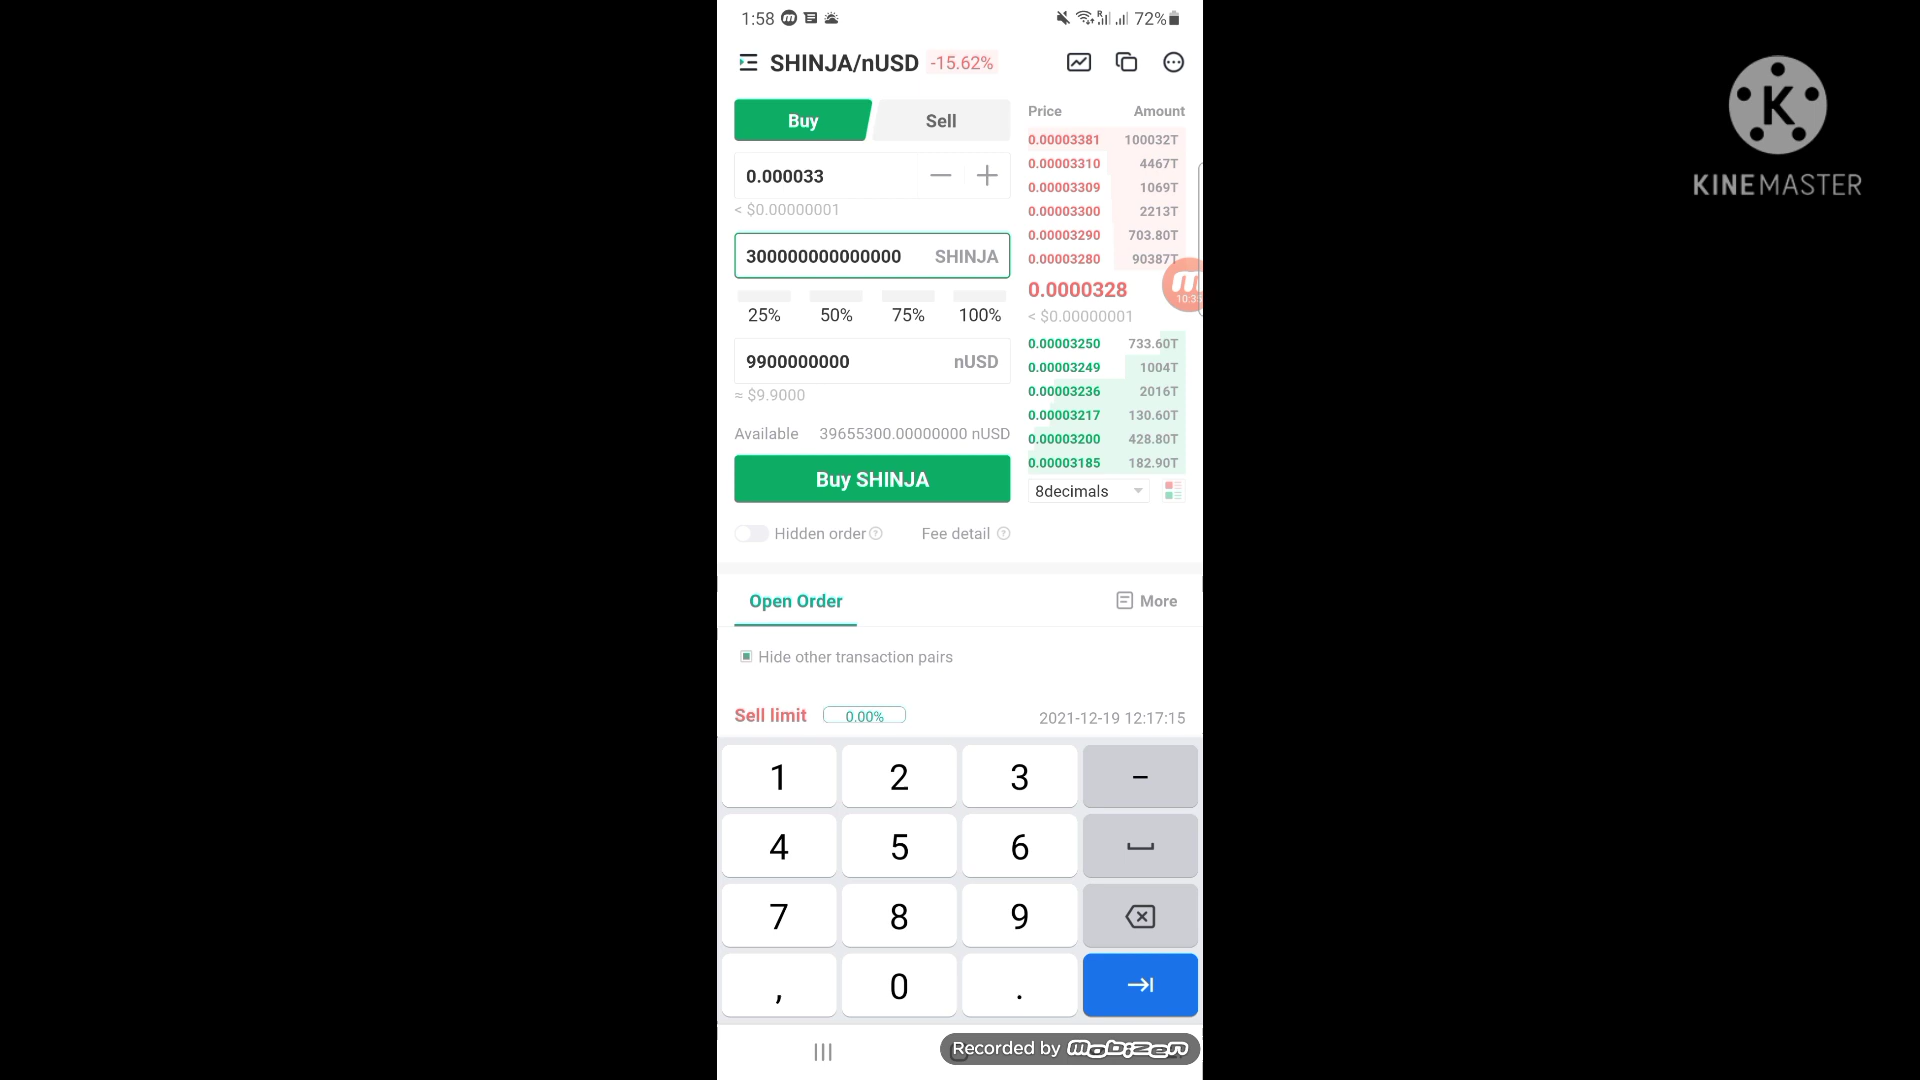 1:58 72%
SHINJA/nUSD -15.62%
Buy Sell
0.000033
< $0.00000001
300000000000000 SHINJA
25% 50% 75% 100%
9900000000 nUSD
≈ $9.9000
Available 39655300.00000000 nUSD
Buy SHINJA
Hidden order ? Fee detail ?
Price Amount
0.00003381 100032T
0.00003310 4467T
0.00003309 1069T
0.00003300 2213T
0.00003290 703.80T
0.00003280 90387T
0.0000328
< $0.00000001
0.00003250 733.60T
0.00003249 1004T
0.00003236 2016T
0.00003217 130.60T
0.00003200 428.80T
0.00003185 182.90T
8decimals
Open Order More
Hide other transaction pairs
Sell limit 0.00% 2021-12-19 12:17:15
1 2 3 -
4 5 6
7 8 9
, 0 .
Recorded by mobizen
K
KINEMASTER